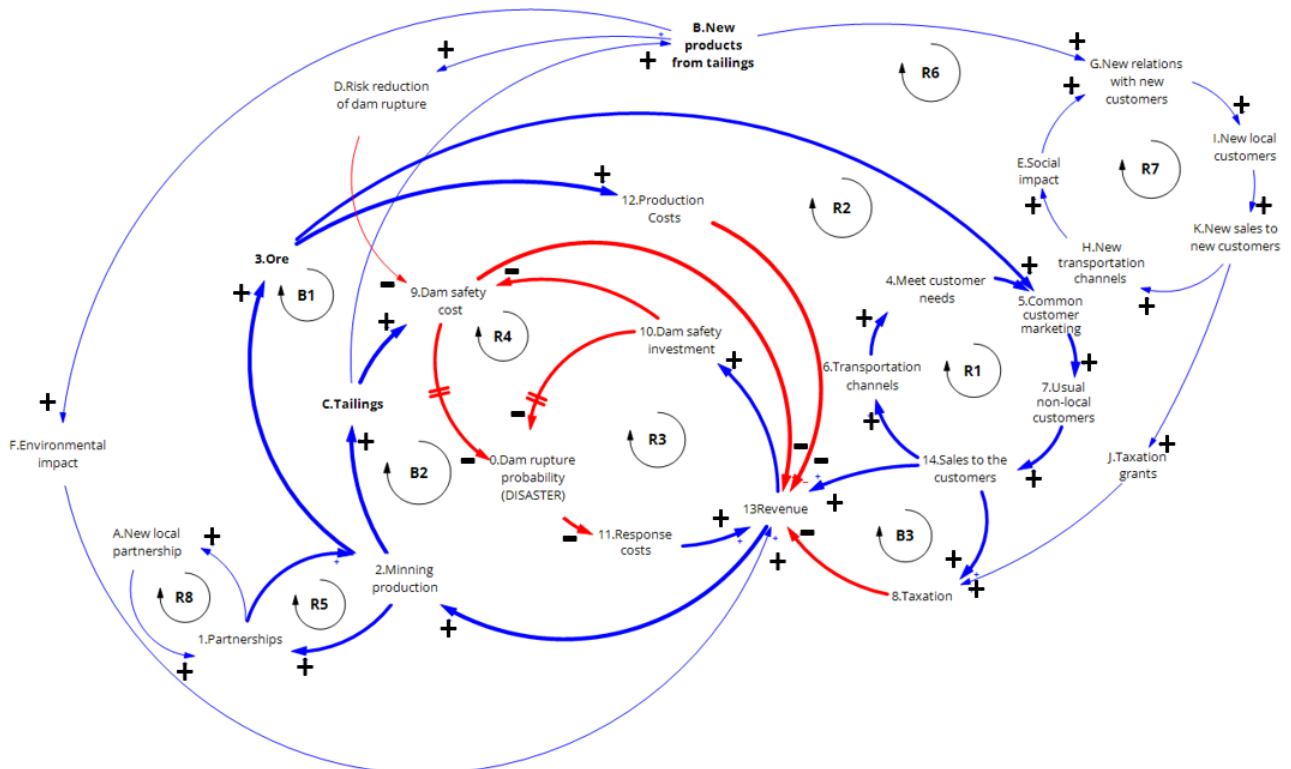 B.New
products
from tailings
+
+
+
+
G.New relations
with new
customers
R6
D.Risk reduction
of dam rupture
+
I.New local
customers
E.Social
impact
R7
+
12.Production
Costs
R2
+
+
K.New sales to
new customers
3.Ore
H.New
transportation
channels
+
-
+
B1
-
9.Dam safety
cost
4.Meet customer
needs
+
5.Common
customer
marketing
+
+
R4
10.Dam safety
investment
+
+
6.Transportation
channels
R1
+
7.Usual
non-local
customers
C.Tailings
+
-
+
+
F.Environmental
impact
+
B2
R3
-
-
-
0.Dam rupture
probability
(DISASTER)
14.Sales to the
customers
+
+
J.Taxation
grants
13Revenue
+
+
A.New local
partnership
+
-
11.Response
costs
-
B3
+
+
2.Minning
production
+
R8
R5
8.Taxation
+
1.Partnerships
+
+
+